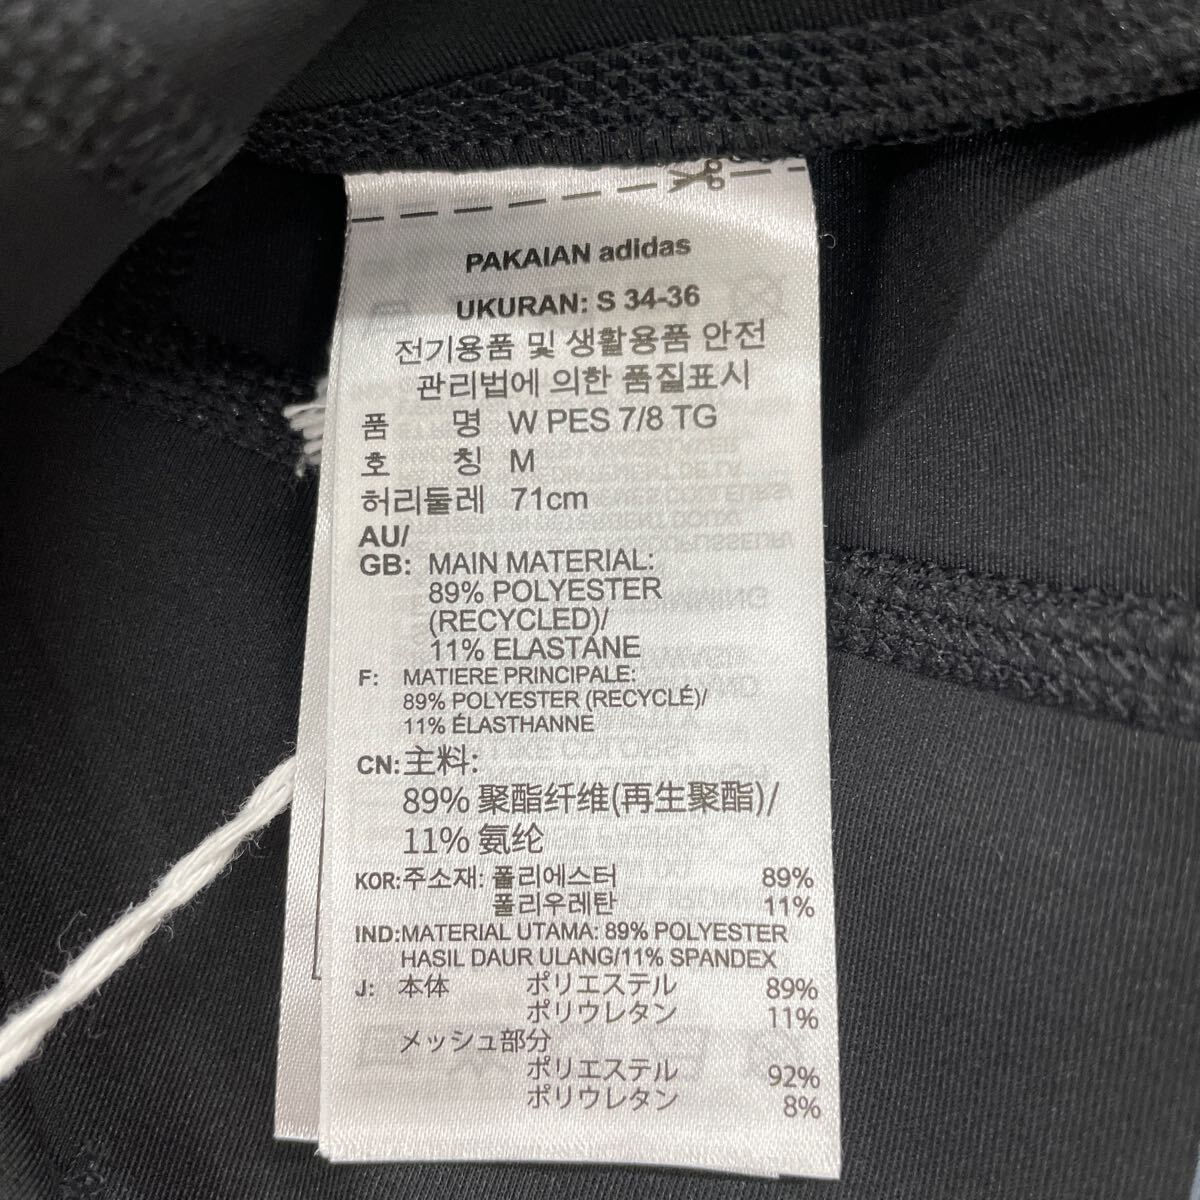 PAKAIAN adidas
UKURAN: S 34-36
전기용품 및 생활용품 안전
관리법에 의한 품질표시
품 명 W PES 7/8 TG
호 칭 M
허리둘레 71cm
AU/
GB: MAIN MATERIAL:
89% POLYESTER
(RECYCLED)/
11% ELASTANE
F: MATIERE PRINCIPALE:
89% POLYESTER (RECYCLÉ)/
11% ÉLASTHANNE
CN:主料:
89% 聚酯纤维(再生聚酯)/
11% 氨纶
KOR:주소재: 폴리에스터 89%
폴리우레탄 11%
IND:MATERIAL UTAMA: 89% POLYESTER
HASIL DAUR ULANG/11% SPANDEX
J: 本体 ポリエステル 89%
ポリウレタン 11%
メッシュ部分
ポリエステル 92%
ポリウレタン 8%